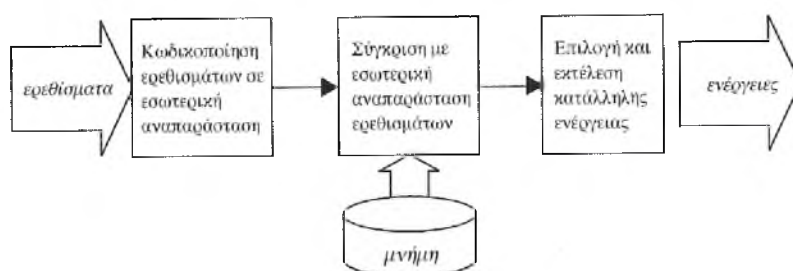 ερεθίσματα
Κωδικοποίηση
ερεθισμάτων σε
εσωτερική
αναπαράσταση
Σύγκριση με
εσωτερική
αναπαράσταση
ερεθισμάτων
Επιλογή και
εκτέλεση
κατάλληλης
ενέργειας
ενέργειες
μνήμη